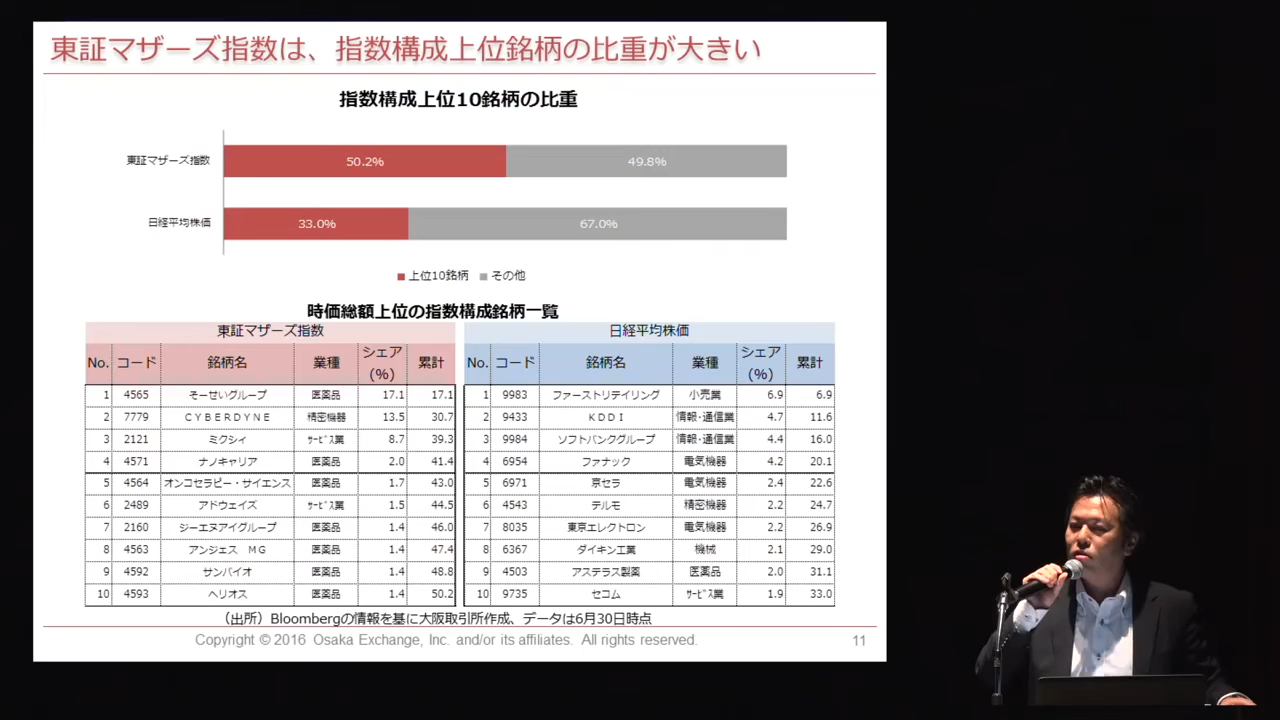 東証マザーズ指数は、指数構成上位銘柄の比重が大きい
指数構成上位10銘柄の比重
東証マザーズ指数 50.2% 49.8%
日経平均株価 33.0% 67.0%
上位10銘柄 その他
時価総額上位の指数構成銘柄一覧
東証マザーズ指数
No. コード 銘柄名 業種 シェア(%) 累計
1 4565 そーせいグループ 医薬品 17.1 17.1
2 7779 ＣＹＢＥＲＤＹＮＥ 精密機器 13.5 30.7
3 2121 ミクシィ ｻｰﾋﾞｽ業 8.7 39.3
4 4571 ナノキャリア 医薬品 2.0 41.4
5 4564 オンコセラピー・サイエンス 医薬品 1.7 43.0
6 2489 アドウェイズ ｻｰﾋﾞｽ業 1.5 44.5
7 2160 ジーエヌアイグループ 医薬品 1.4 46.0
8 4563 アンジェス　ＭＧ 医薬品 1.4 47.4
9 4592 サンバイオ 医薬品 1.4 48.8
10 4593 ヘリオス 医薬品 1.4 50.2
日経平均株価
No. コード 銘柄名 業種 シェア(%) 累計
1 9983 ファーストリテイリング 小売業 6.9 6.9
2 9433 ＫＤＤＩ 情報･通信業 4.7 11.6
3 9984 ソフトバンクグループ 情報･通信業 4.4 16.0
4 6954 ファナック 電気機器 4.2 20.1
5 6971 京セラ 電気機器 2.4 22.6
6 4543 テルモ 精密機器 2.2 24.7
7 8035 東京エレクトロン 電気機器 2.2 26.9
8 6367 ダイキン工業 機械 2.1 29.0
9 4503 アステラス製薬 医薬品 2.0 31.1
10 9735 セコム ｻｰﾋﾞｽ業 1.9 33.0
（出所）Bloombergの情報を基に大阪取引所作成、データは6月30日時点
Copyright © 2016 Osaka Exchange, Inc. and/or its affiliates. All rights reserved.
11